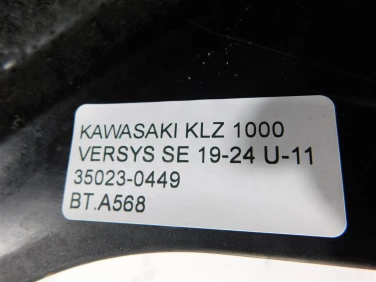 KAWASAKI KLZ 1000
VERSYS SE 19-24 U-11
35023-0449
BT.A568